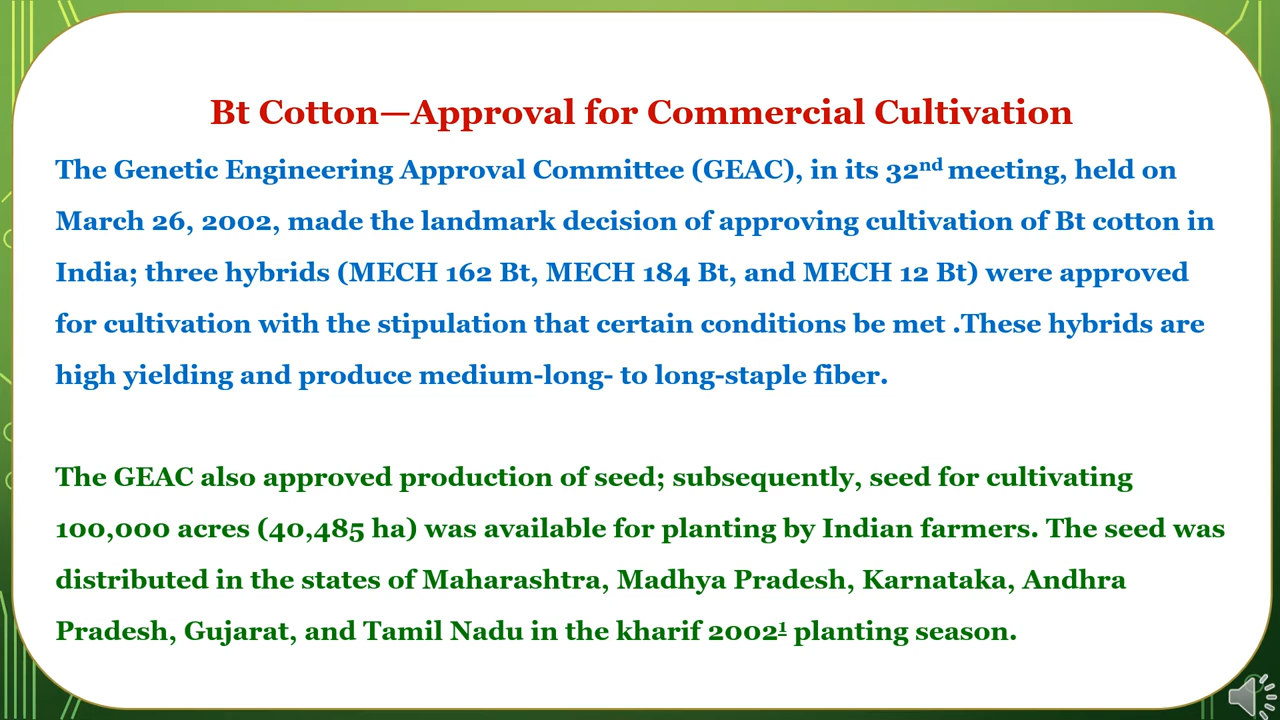 Bt Cotton—Approval for Commercial Cultivation
The Genetic Engineering Approval Committee (GEAC), in its 32nd meeting, held on
March 26, 2002, made the landmark decision of approving cultivation of Bt cotton in
India; three hybrids (MECH 162 Bt, MECH 184 Bt, and MECH 12 Bt) were approved
for cultivation with the stipulation that certain conditions be met .These hybrids are
high yielding and produce medium-long- to long-staple fiber.
The GEAC also approved production of seed; subsequently, seed for cultivating
100,000 acres (40,485 ha) was available for planting by Indian farmers. The seed was
distributed in the states of Maharashtra, Madhya Pradesh, Karnataka, Andhra
Pradesh, Gujarat, and Tamil Nadu in the kharif 2002¹ planting season.